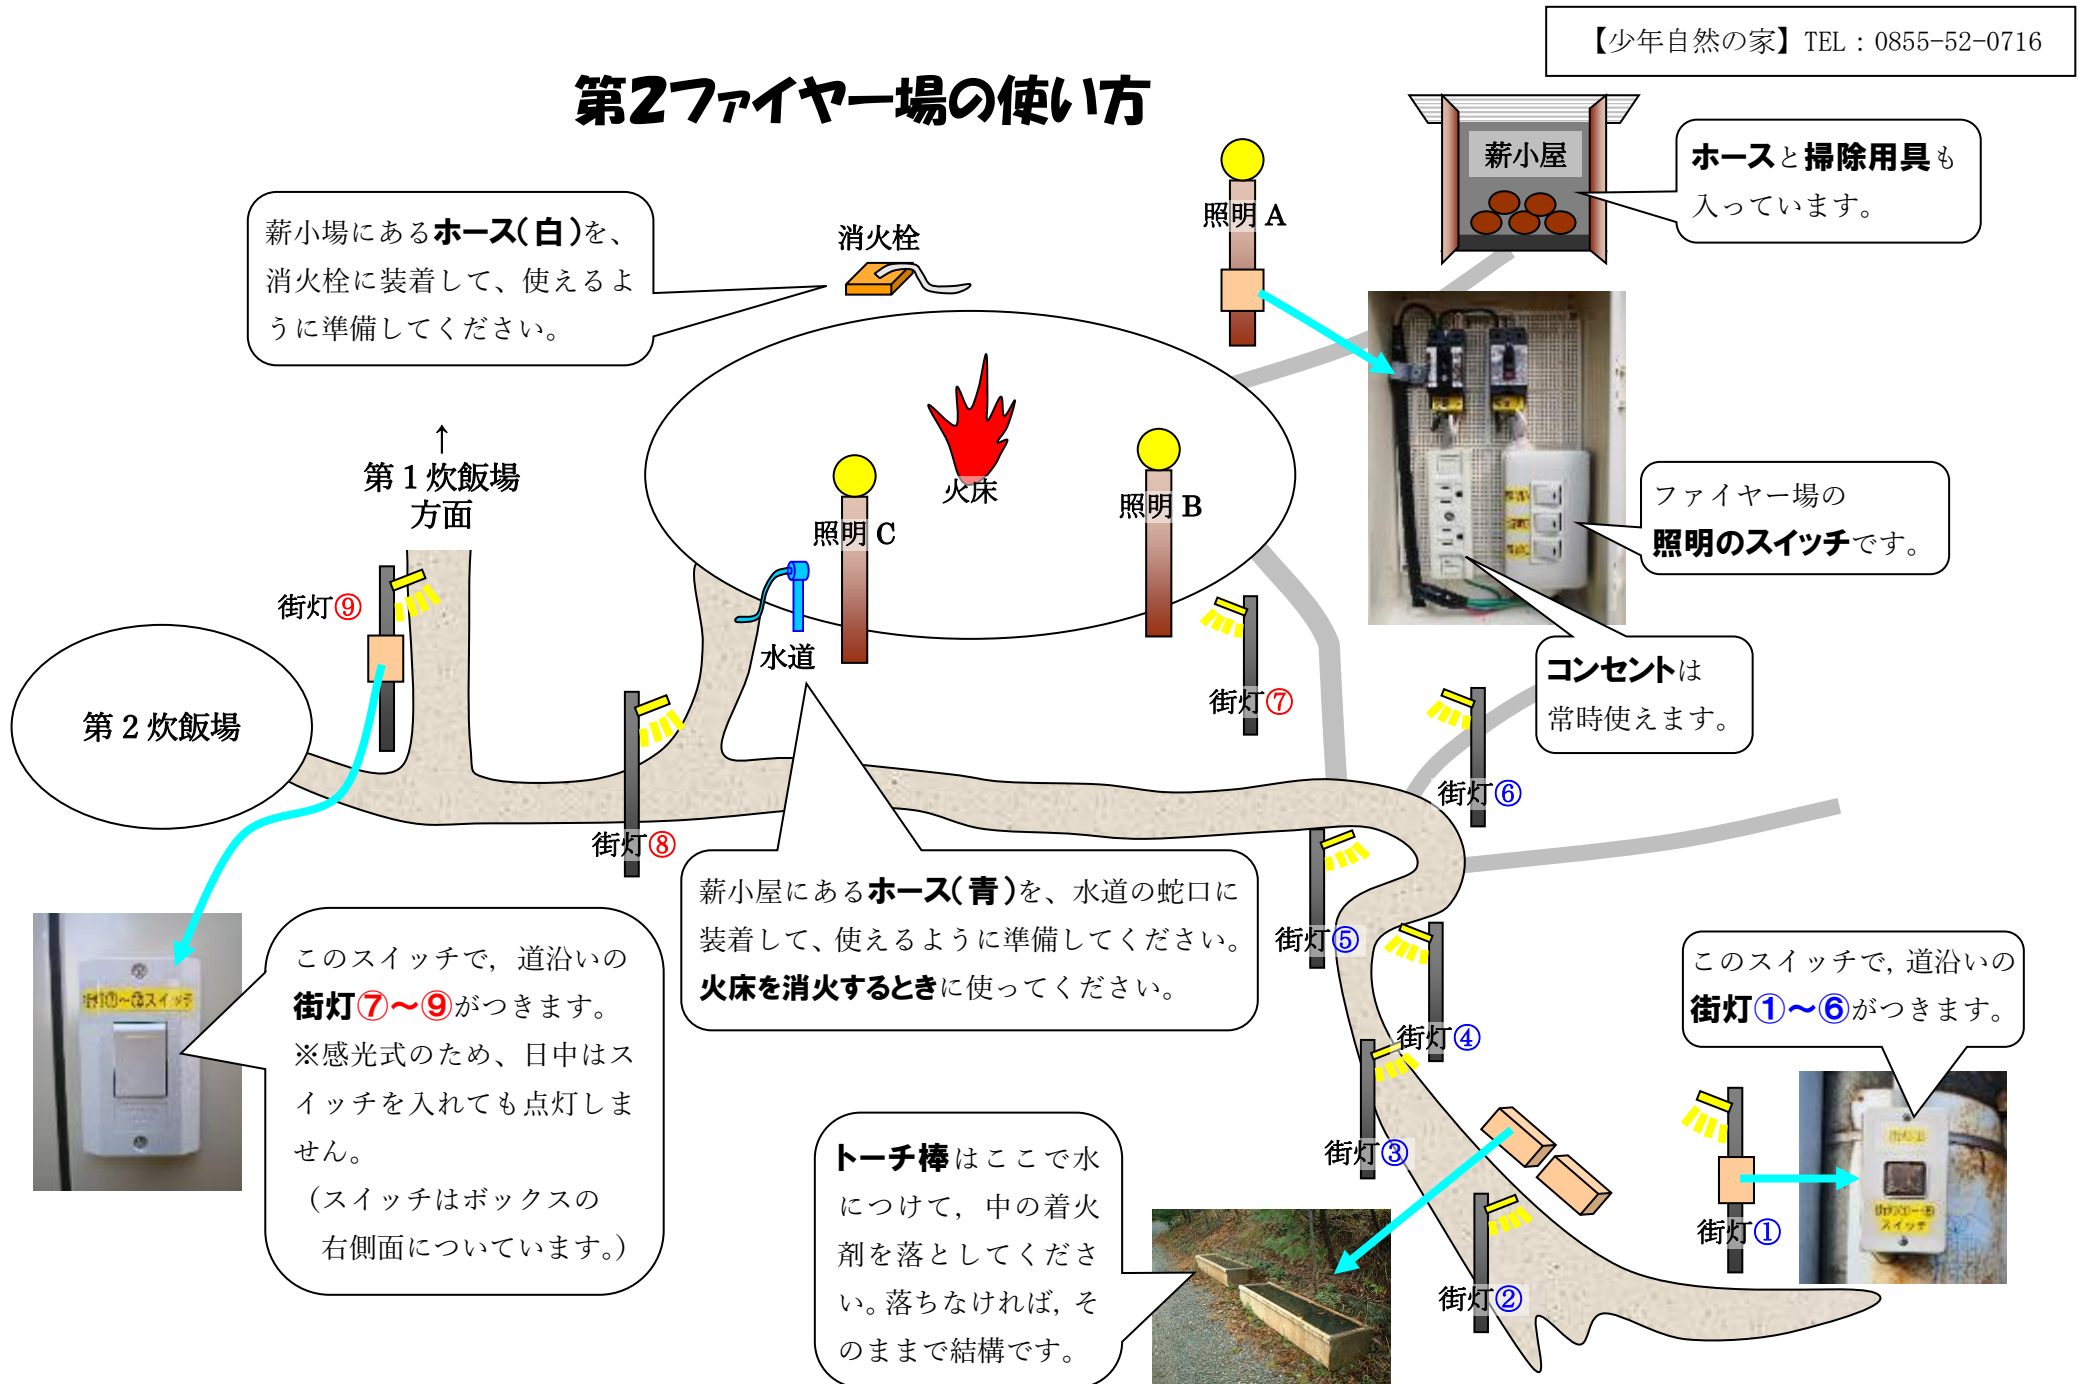 【少年自然の家】TEL：0855-52-0716
第2ファイヤー場の使い方
薪小屋
ホースと掃除用具も
入っています。
照明 A
消火栓
薪小場にあるホース(白)を、
消火栓に装着して、使えるよ
うに準備してください。
↑
第 1 炊飯場
方面
火床
照明 B
照明 C
ファイヤー場の
照明のスイッチです。
コンセントは
常時使えます。
街灯⑨
水道
街灯⑦
第 2 炊飯場
街灯⑥
街灯⑧
薪小屋にあるホース(青)を、水道の蛇口に
装着して、使えるように準備してください。
火床を消火するときに使ってください。
街灯⑤
このスイッチで，道沿いの
街灯⑦～⑨がつきます。
※感光式のため、日中はス
イッチを入れても点灯しま
せん。
（スイッチはボックスの
右側面についています。）
このスイッチで，道沿いの
街灯①～⑥がつきます。
街灯④
街灯③
トーチ棒はここで水
につけて，中の着火
剤を落としてくださ
い。落ちなければ，そ
のままで結構です。
街灯①
スイッチ
街灯②